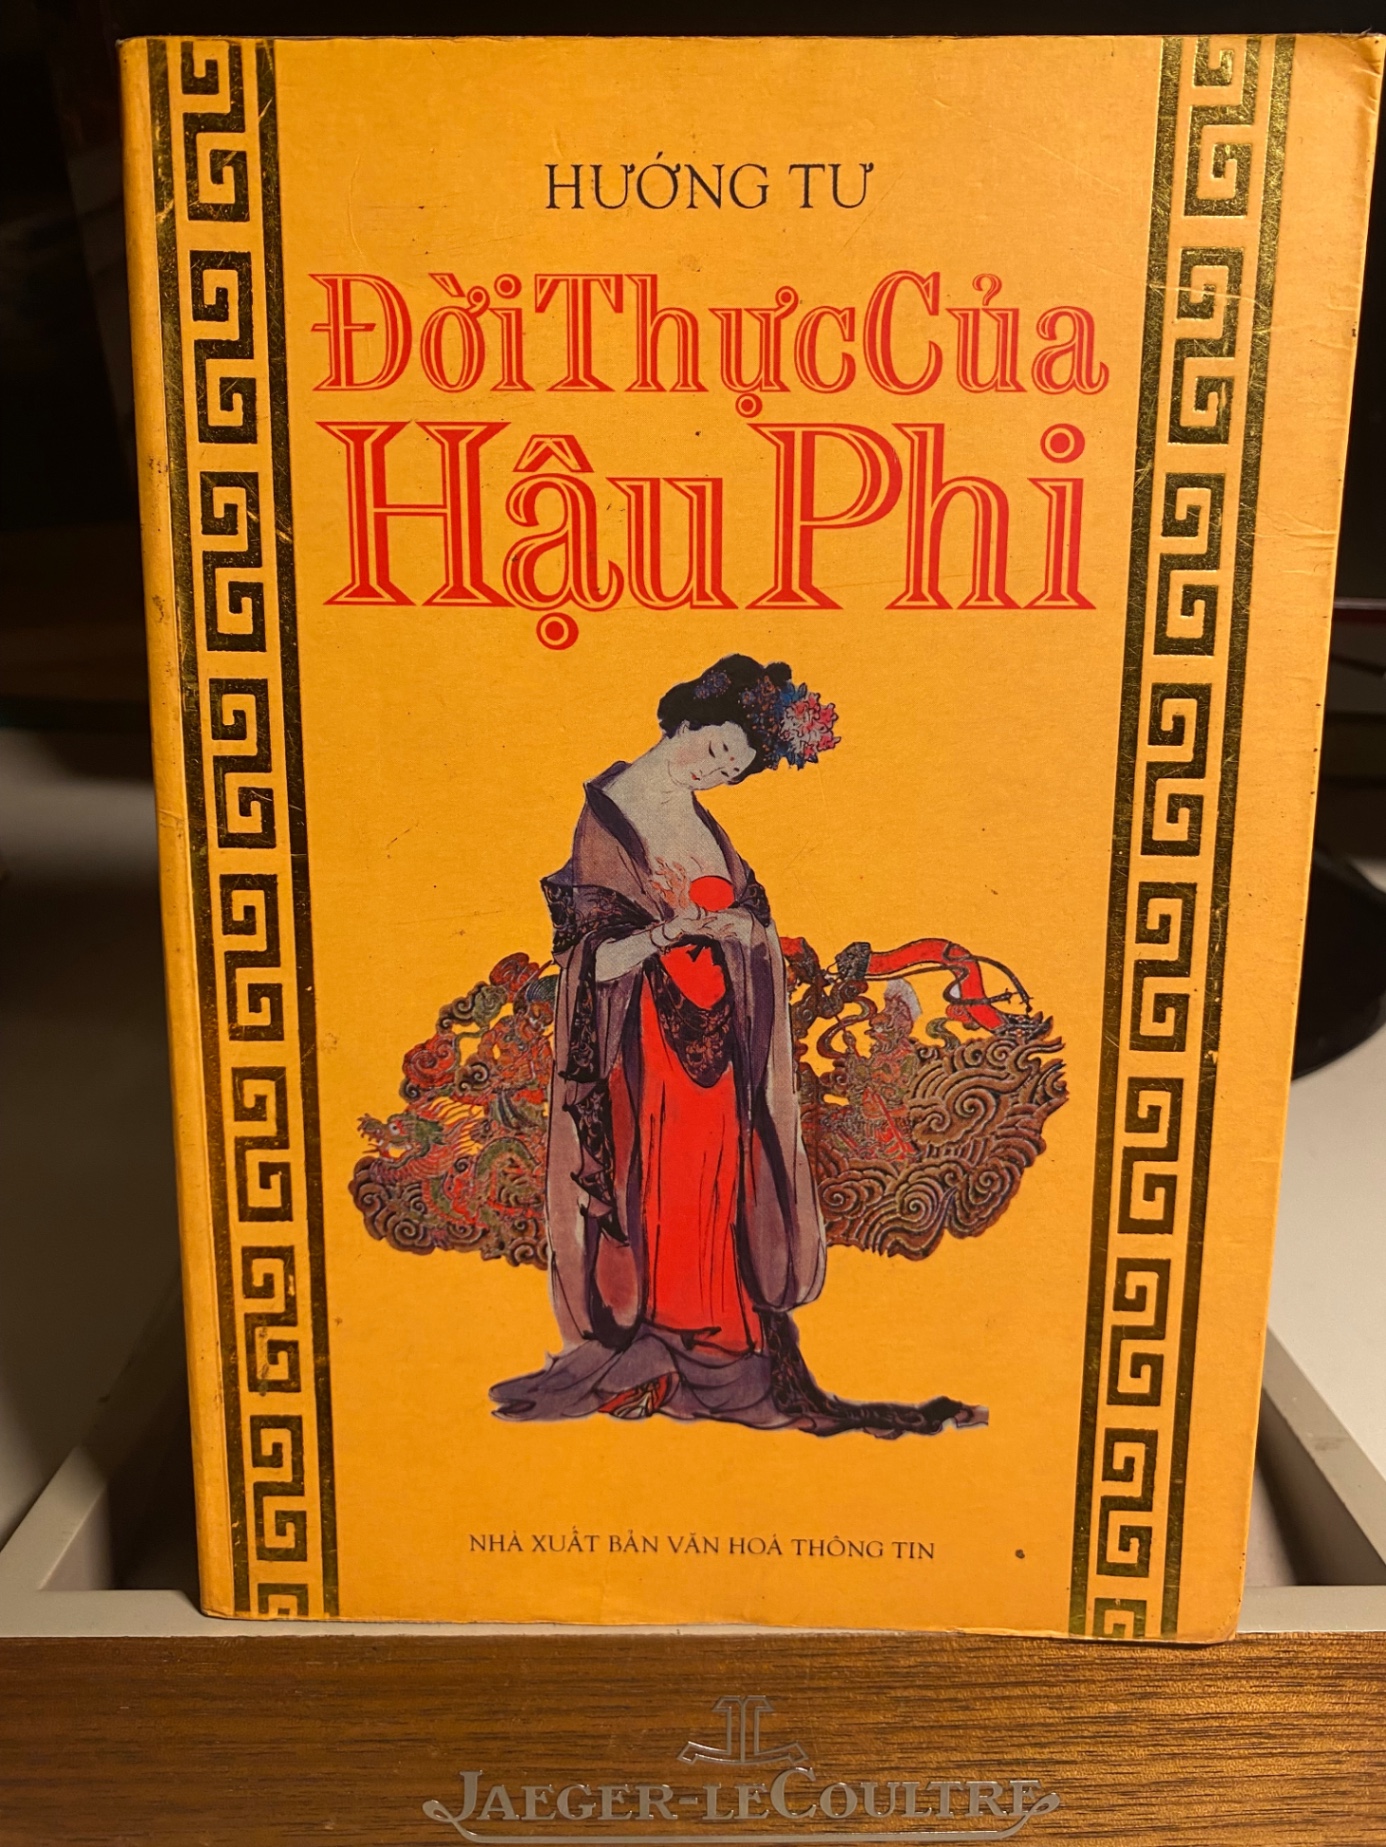 HƯỚNG TƯ
Đời Thực Của
Hậu Phi
NHÀ XUẤT BẢN VĂN HOÁ THÔNG TIN
JAEGER-LECOULTRE